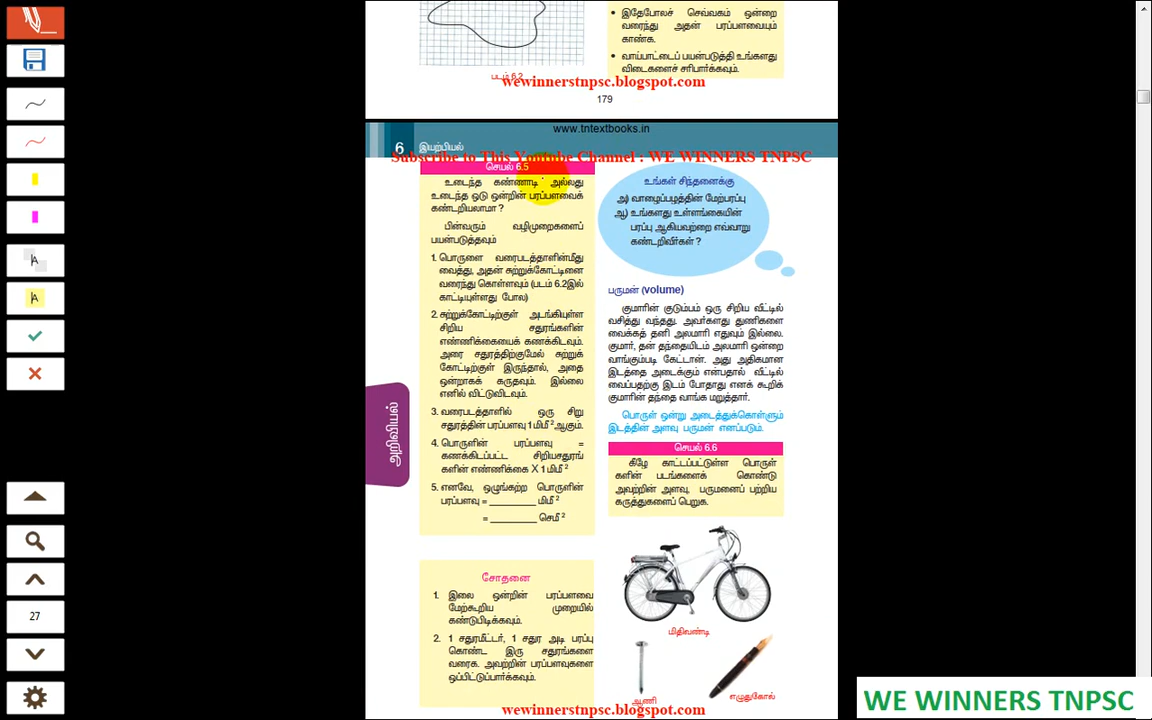 இதேபோலச் செவ்வகம் ஒன்றை
வரைந்து அதன் பரப்பளவையும்
காண்க.
வாய்பாட்டைப் பயன்படுத்தி உங்களது
விடைகளைச் சரிபார்க்கவும்.
படம் 6.2
wewinnerstnpsc.blogspot.com
179
www.tntextbooks.in
6 இயற்பியல்
Subscribe to This Youtube Channel : WE WINNERS TNPSC
செயல் 6.5
உடைந்த கண்ணாடி அல்லது
உடைந்த ஓடு ஒன்றின் பரப்பளவைக்
கண்டறியலாமா ?
பின்வரும் வழிமுறைகளைப்
பயன்படுத்தவும்
1. பொருளை வரைபடத்தாளின்மீது
வைத்து, அதன் சுற்றுக்கோட்டினை
வரைந்து கொள்ளவும் (படம் 6.2இல்
காட்டியுள்ளது போல)
2. சுற்றுக்கோட்டிற்குள் அடங்கியுள்ள
சிறிய சதுரங்களின்
எண்ணிக்கையைக் கணக்கிடவும்.
அரை சதுரத்திற்குமேல் சுற்றுக்
கோட்டிற்குள் இருந்தால், அதை
ஒன்றாகக் கருதவும். இல்லை
எனில் விட்டுவிடவும்.
3. வரைபடத்தாளில் ஒரு சிறு
சதுரத்தின் பரப்பளவு 1 மிமீ ²ஆகும்.
4. பொருளின் பரப்பளவு =
கணக்கிடப்பட்ட சிறியசதுரங்
களின் எண்ணிக்கை X 1 மிமீ ²
5. எனவே, ஒழுங்கற்ற பொருளின்
பரப்பளவு = ________ மிமீ ²
= ________ செமீ ²
சோதனை
1. இலை ஒன்றின் பரப்பளவை
மேற்கூறிய முறையில்
கண்டுபிடிக்கவும்.
2. 1 சதுரமீட்டர், 1 சதுர அடி பரப்பு
கொண்ட இரு சதுரங்களை
வரைக. அவற்றின் பரப்பளவுகளை
ஒப்பிட்டுப்பார்க்கவும்.
உங்கள் சிந்தனைக்கு
அ) வாழைப்பழத்தின் மேற்பரப்பு
ஆ) உங்களது உள்ளங்கையின்
பரப்பு ஆகியவற்றை எவ்வாறு
கண்டறிவீர்கள் ?
பருமன் (volume)
குமாரின் குடும்பம் ஒரு சிறிய வீட்டில்
வசித்து வந்தது. அவர்களது துணிகளை
வைக்கத் தனி அலமாரி எதுவும் இல்லை.
குமார், தன் தந்தையிடம் அலமாரி ஒன்றை
வாங்கும்படி கேட்டான். அது அதிகமான
இடத்தை அடைக்கும் என்பதால் வீட்டில்
வைப்பதற்கு இடம் போதாது எனக் கூறிக்
குமாரின் தந்தை வாங்க மறுத்தார்.
பொருள் ஒன்று அடைத்துக்கொள்ளும்
இடத்தின் அளவு பருமன் எனப்படும்.
செயல் 6.6
கீழே காட்டப்பட்டுள்ள பொருள்
களின் படங்களைக் கொண்டு
அவற்றின் அளவு, பருமனைப் பற்றிய
கருத்துகளைப் பெறுக.
மிதிவண்டி
ஆணி
எழுதுகோல்
அறிவியல்
wewinnerstnpsc.blogspot.com
27
WE WINNERS TNPSC